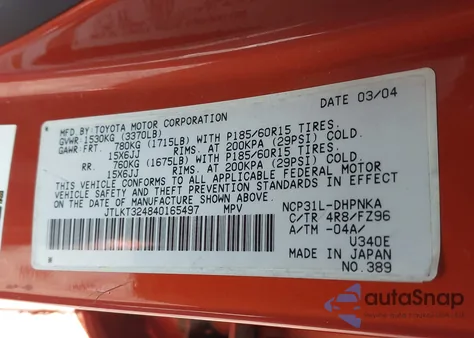 MFD.BY:TOYOTA MOTOR CORPORATION DATE 03/04
GVWR:1530KG (3370LB)
GAWR:FRT. 780KG (1715LB) WITH P185/60R15 TIRES.
15X6JJ RIMS.AT 200KPA (29PSI) COLD.
RR. 760KG (1675LB) WITH P185/60R15 TIRES.
15X6JJ RIMS.AT 200KPA (29PSI) COLD.
THIS VEHICLE CONFORMS TO ALL APPLICABLE FEDERAL MOTOR
VEHICLE SAFETY AND THEFT PREVENTION STANDARDS IN EFFECT
ON THE DATE OF MANUFACTURE SHOWN ABOVE.
JTLKT324840165497 MPV NCP31L-DHPNKA
C/TR 4R8/FZ96
A/TM -04A/
U340E
MADE IN JAPAN
NO.389
autoSnap